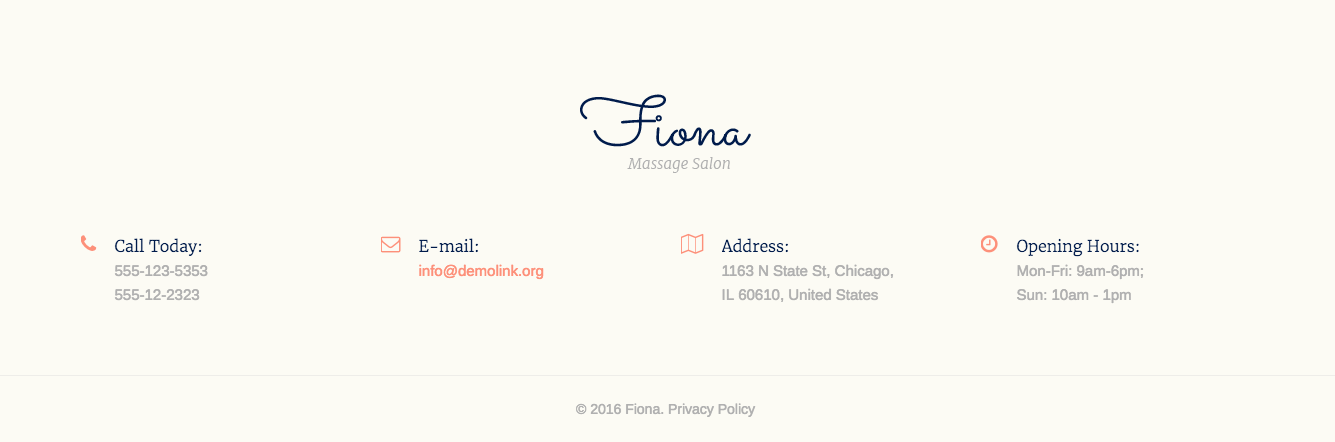 Fiona
Massage Salon
Call Today:
555-123-5353
555-12-2323
E-mail:
info@demolink.org
Address:
1163 N State St, Chicago,
IL 60610, United States
Opening Hours:
Mon-Fri: 9am-6pm;
Sun: 10am - 1pm
© 2016 Fiona. Privacy Policy